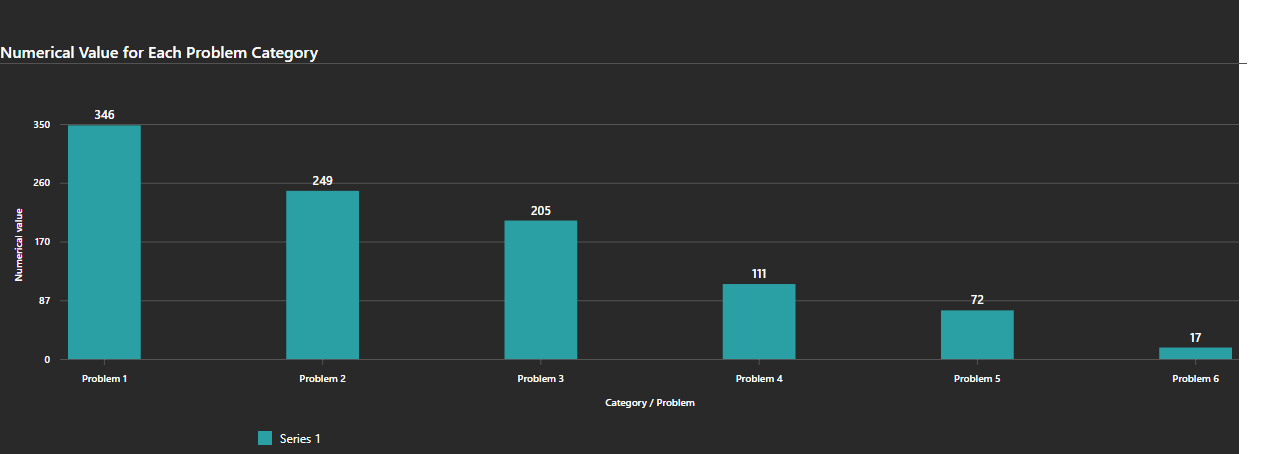 Numerical Value for Each Problem Category
346
350
249
260
205
Numerical value
170
111
72
87
17
0
Problem 1 Problem 2 Problem 3 Problem 4 Problem 5 Problem 6
Category / Problem
Series 1